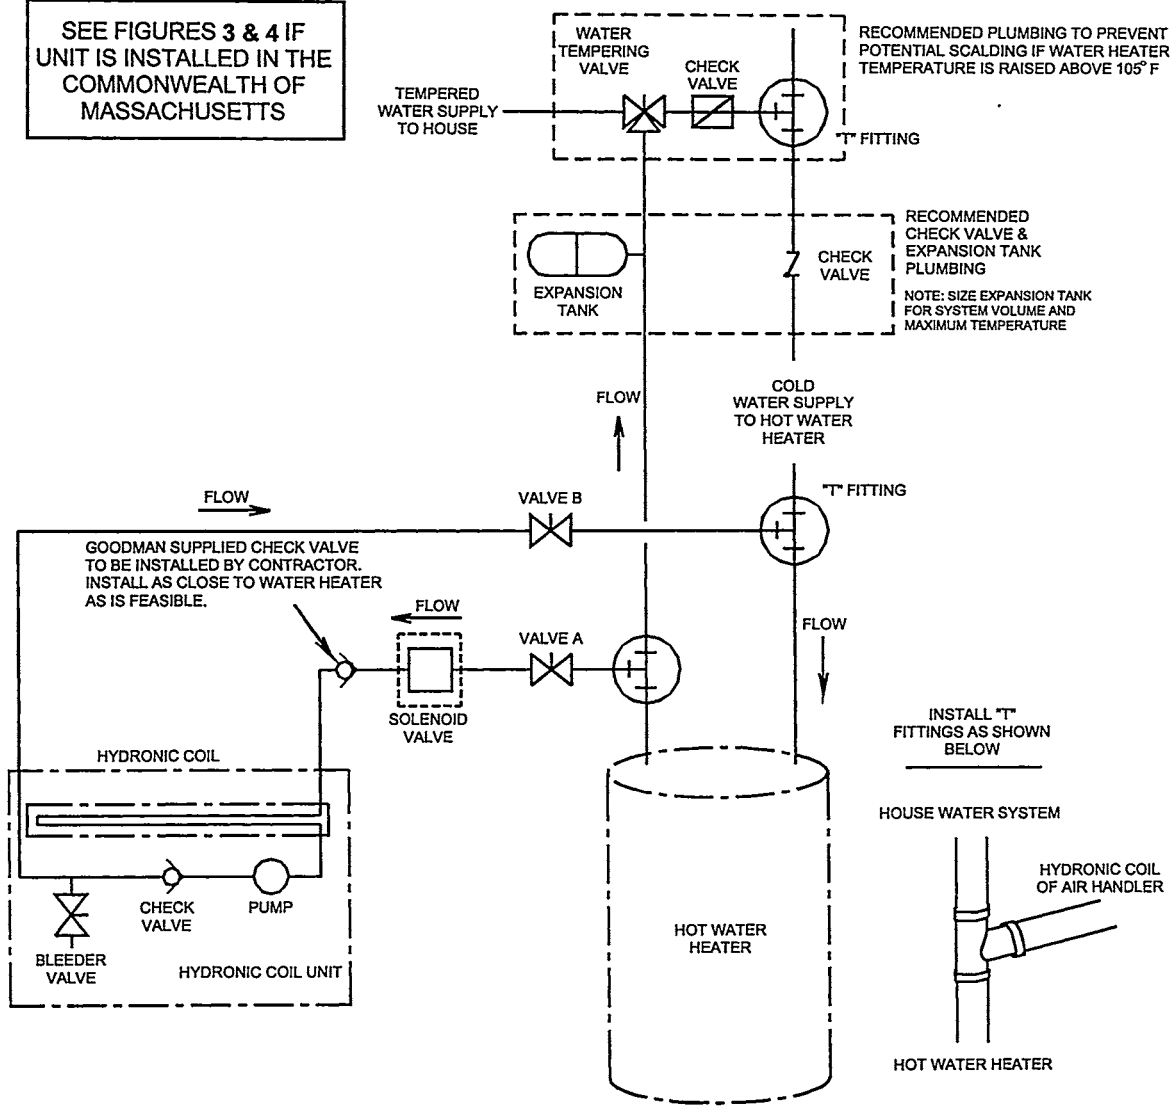 SEE FIGURES 3 & 4 IF
UNIT IS INSTALLED IN THE
COMMONWEALTH OF
MASSACHUSETTS
WATER
TEMPERING
VALVE
CHECK
VALVE
RECOMMENDED PLUMBING TO PREVENT
POTENTIAL SCALDING IF WATER HEATER
TEMPERATURE IS RAISED ABOVE 105° F
TEMPERED
WATER SUPPLY
TO HOUSE
"T" FITTING
RECOMMENDED
CHECK VALVE &
EXPANSION TANK
PLUMBING
NOTE: SIZE EXPANSION TANK
FOR SYSTEM VOLUME AND
MAXIMUM TEMPERATURE
CHECK
VALVE
EXPANSION
TANK
COLD
WATER SUPPLY
TO HOT WATER
HEATER
FLOW
"T" FITTING
FLOW
VALVE B
GOODMAN SUPPLIED CHECK VALVE
TO BE INSTALLED BY CONTRACTOR.
INSTALL AS CLOSE TO WATER HEATER
AS IS FEASIBLE.
FLOW
VALVE A
FLOW
SOLENOID
VALVE
INSTALL "T"
FITTINGS AS SHOWN
BELOW
HYDRONIC COIL
HOUSE WATER SYSTEM
HYDRONIC COIL
OF AIR HANDLER
CHECK
VALVE
PUMP
BLEEDER
VALVE
HYDRONIC COIL UNIT
HOT WATER
HEATER
HOT WATER HEATER